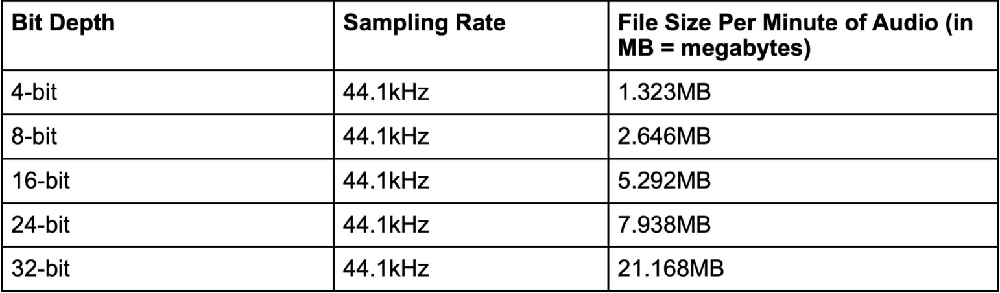 Bit Depth Sampling Rate File Size Per Minute of Audio (in
MB = megabytes)
4-bit 44.1kHz 1.323MB
8-bit 44.1kHz 2.646MB
16-bit 44.1kHz 5.292MB
24-bit 44.1kHz 7.938MB
32-bit 44.1kHz 21.168MB